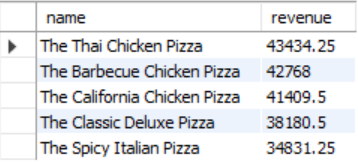 name revenue
The Thai Chicken Pizza 43434.25
The Barbecue Chicken Pizza 42768
The California Chicken Pizza 41409.5
The Classic Deluxe Pizza 38180.5
The Spicy Italian Pizza 34831.25